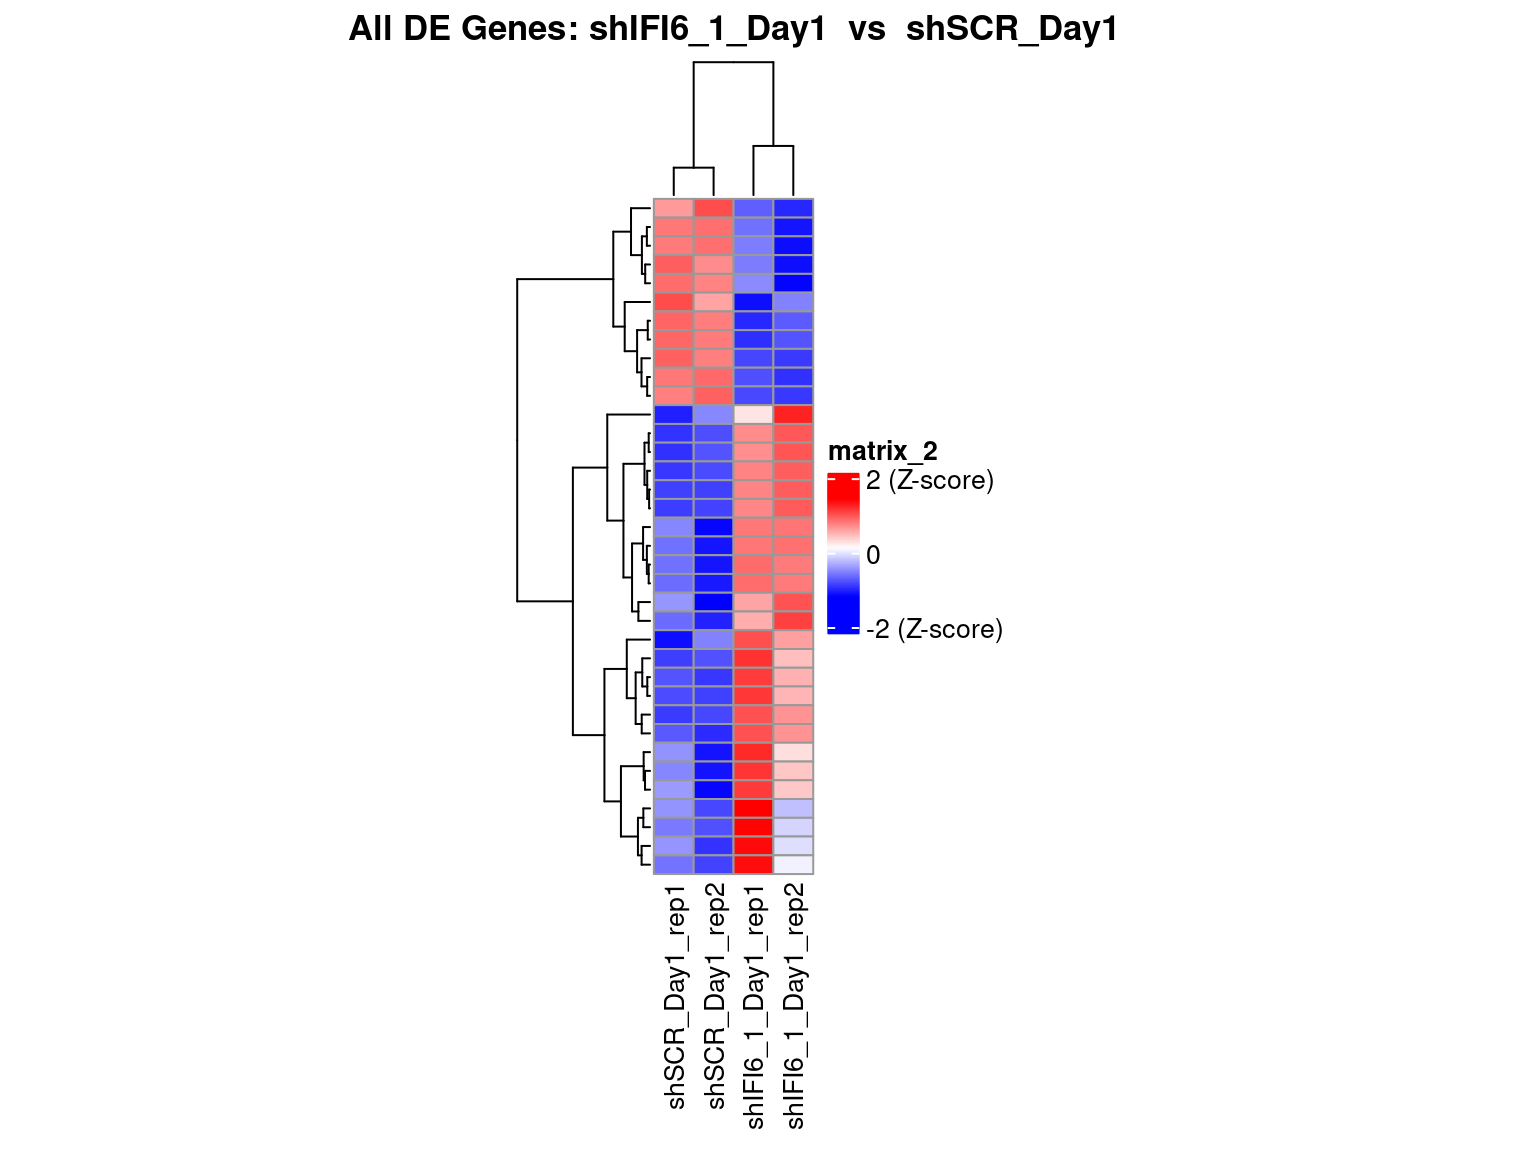 All DE Genes: shIFI6_1_Day1  vs  shSCR_Day1
matrix_2
2 (Z-score)
0
-2 (Z-score)
shSCR_Day1_rep1
shSCR_Day1_rep2
shIFI6_1_Day1_rep1
shIFI6_1_Day1_rep2